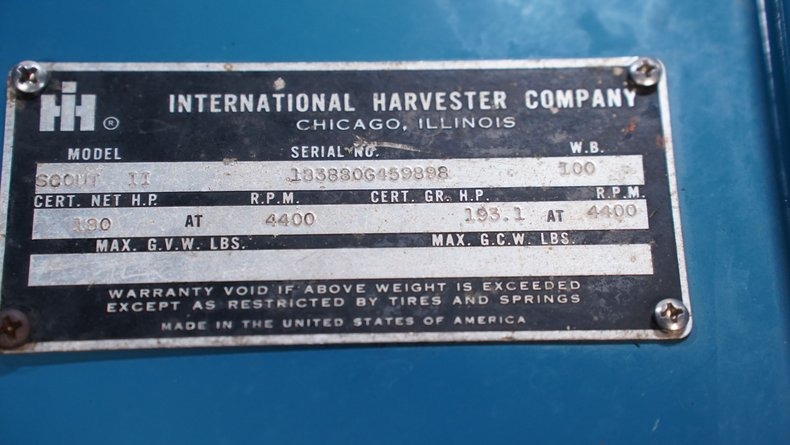 IH ®
INTERNATIONAL HARVESTER COMPANY
CHICAGO, ILLINOIS
MODEL SERIAL NO. W.B.
SCOUT II 183880G459898 100
CERT. NET H.P. R.P.M. CERT. GR. H.P. R.P.M.
180 AT 4400 193.1 AT 4400
MAX. G.V.W. LBS. MAX. G.C.W. LBS.
WARRANTY VOID IF ABOVE WEIGHT IS EXCEEDED
EXCEPT AS RESTRICTED BY TIRES AND SPRINGS
MADE IN THE UNITED STATES OF AMERICA